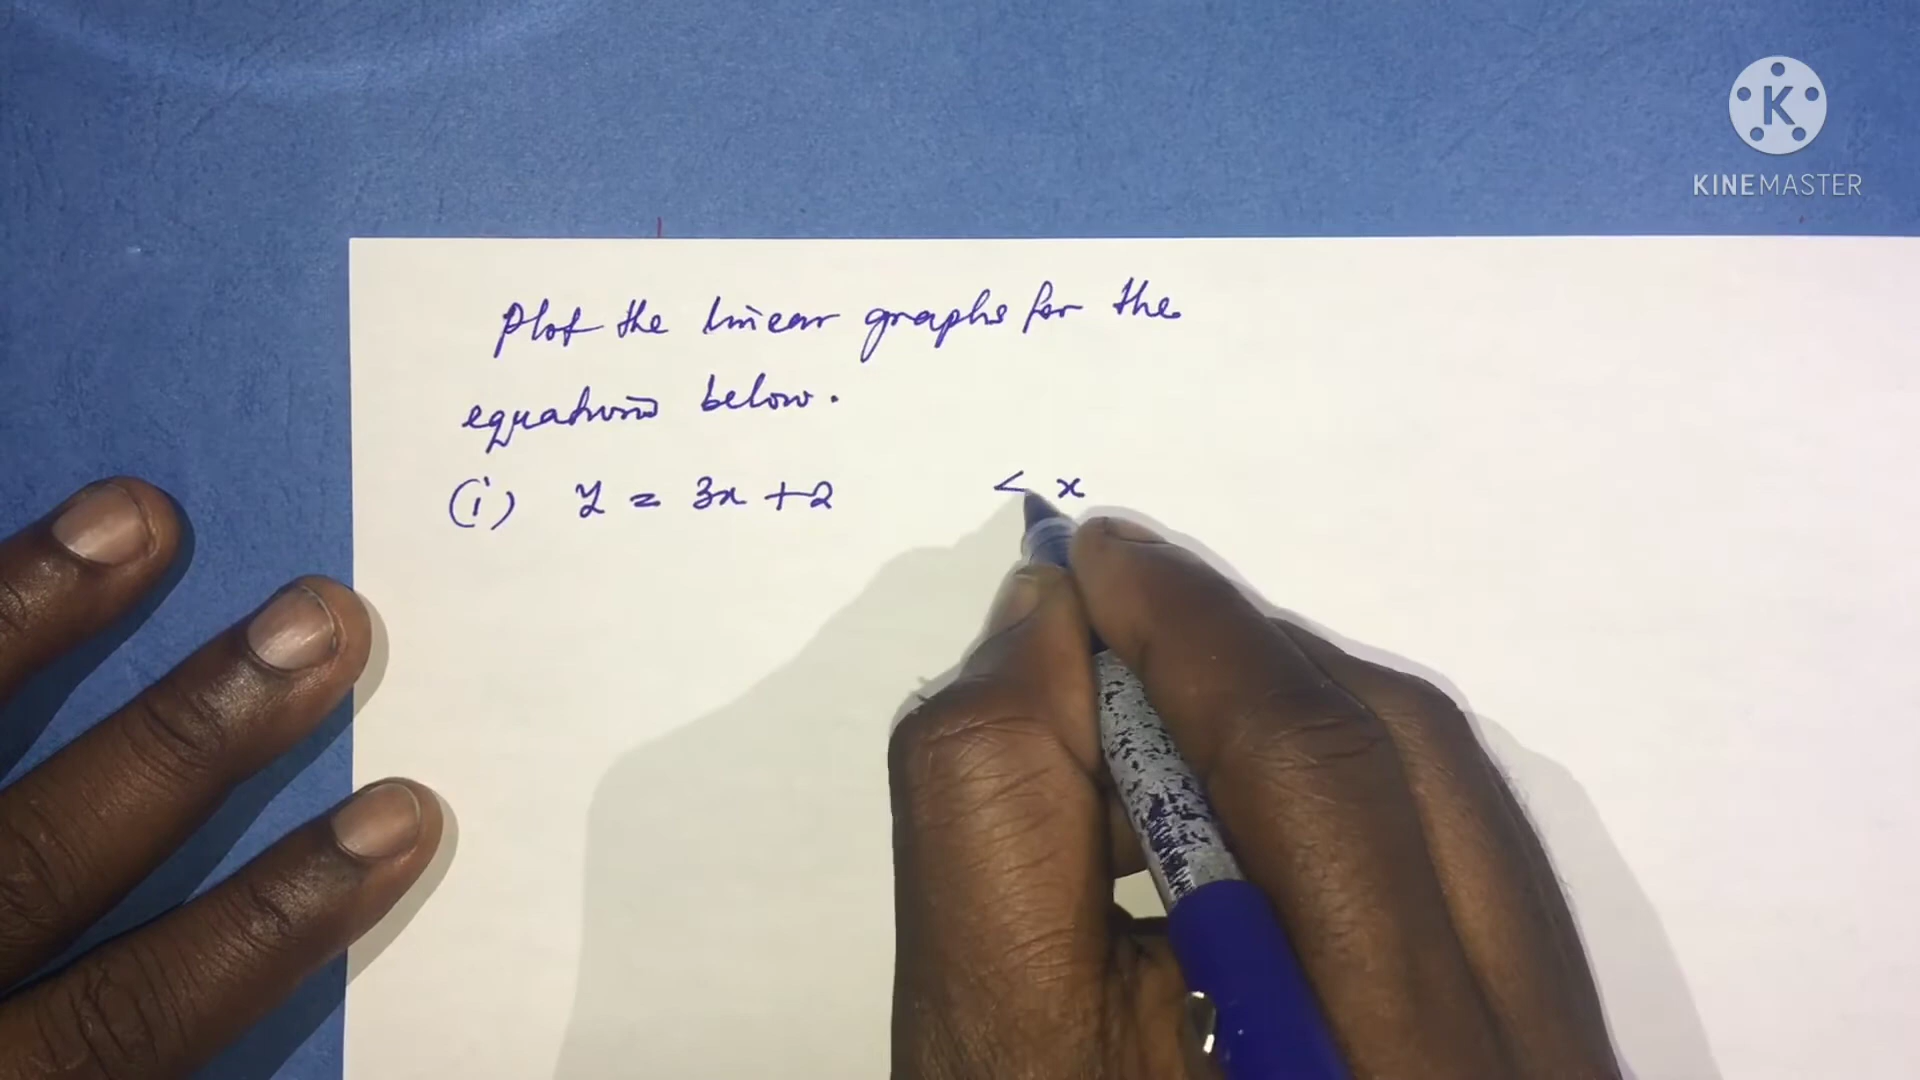 K
KINEMASTER
Plot the linear graphs for the
equations below.
(i) y = 3x + 2 < x